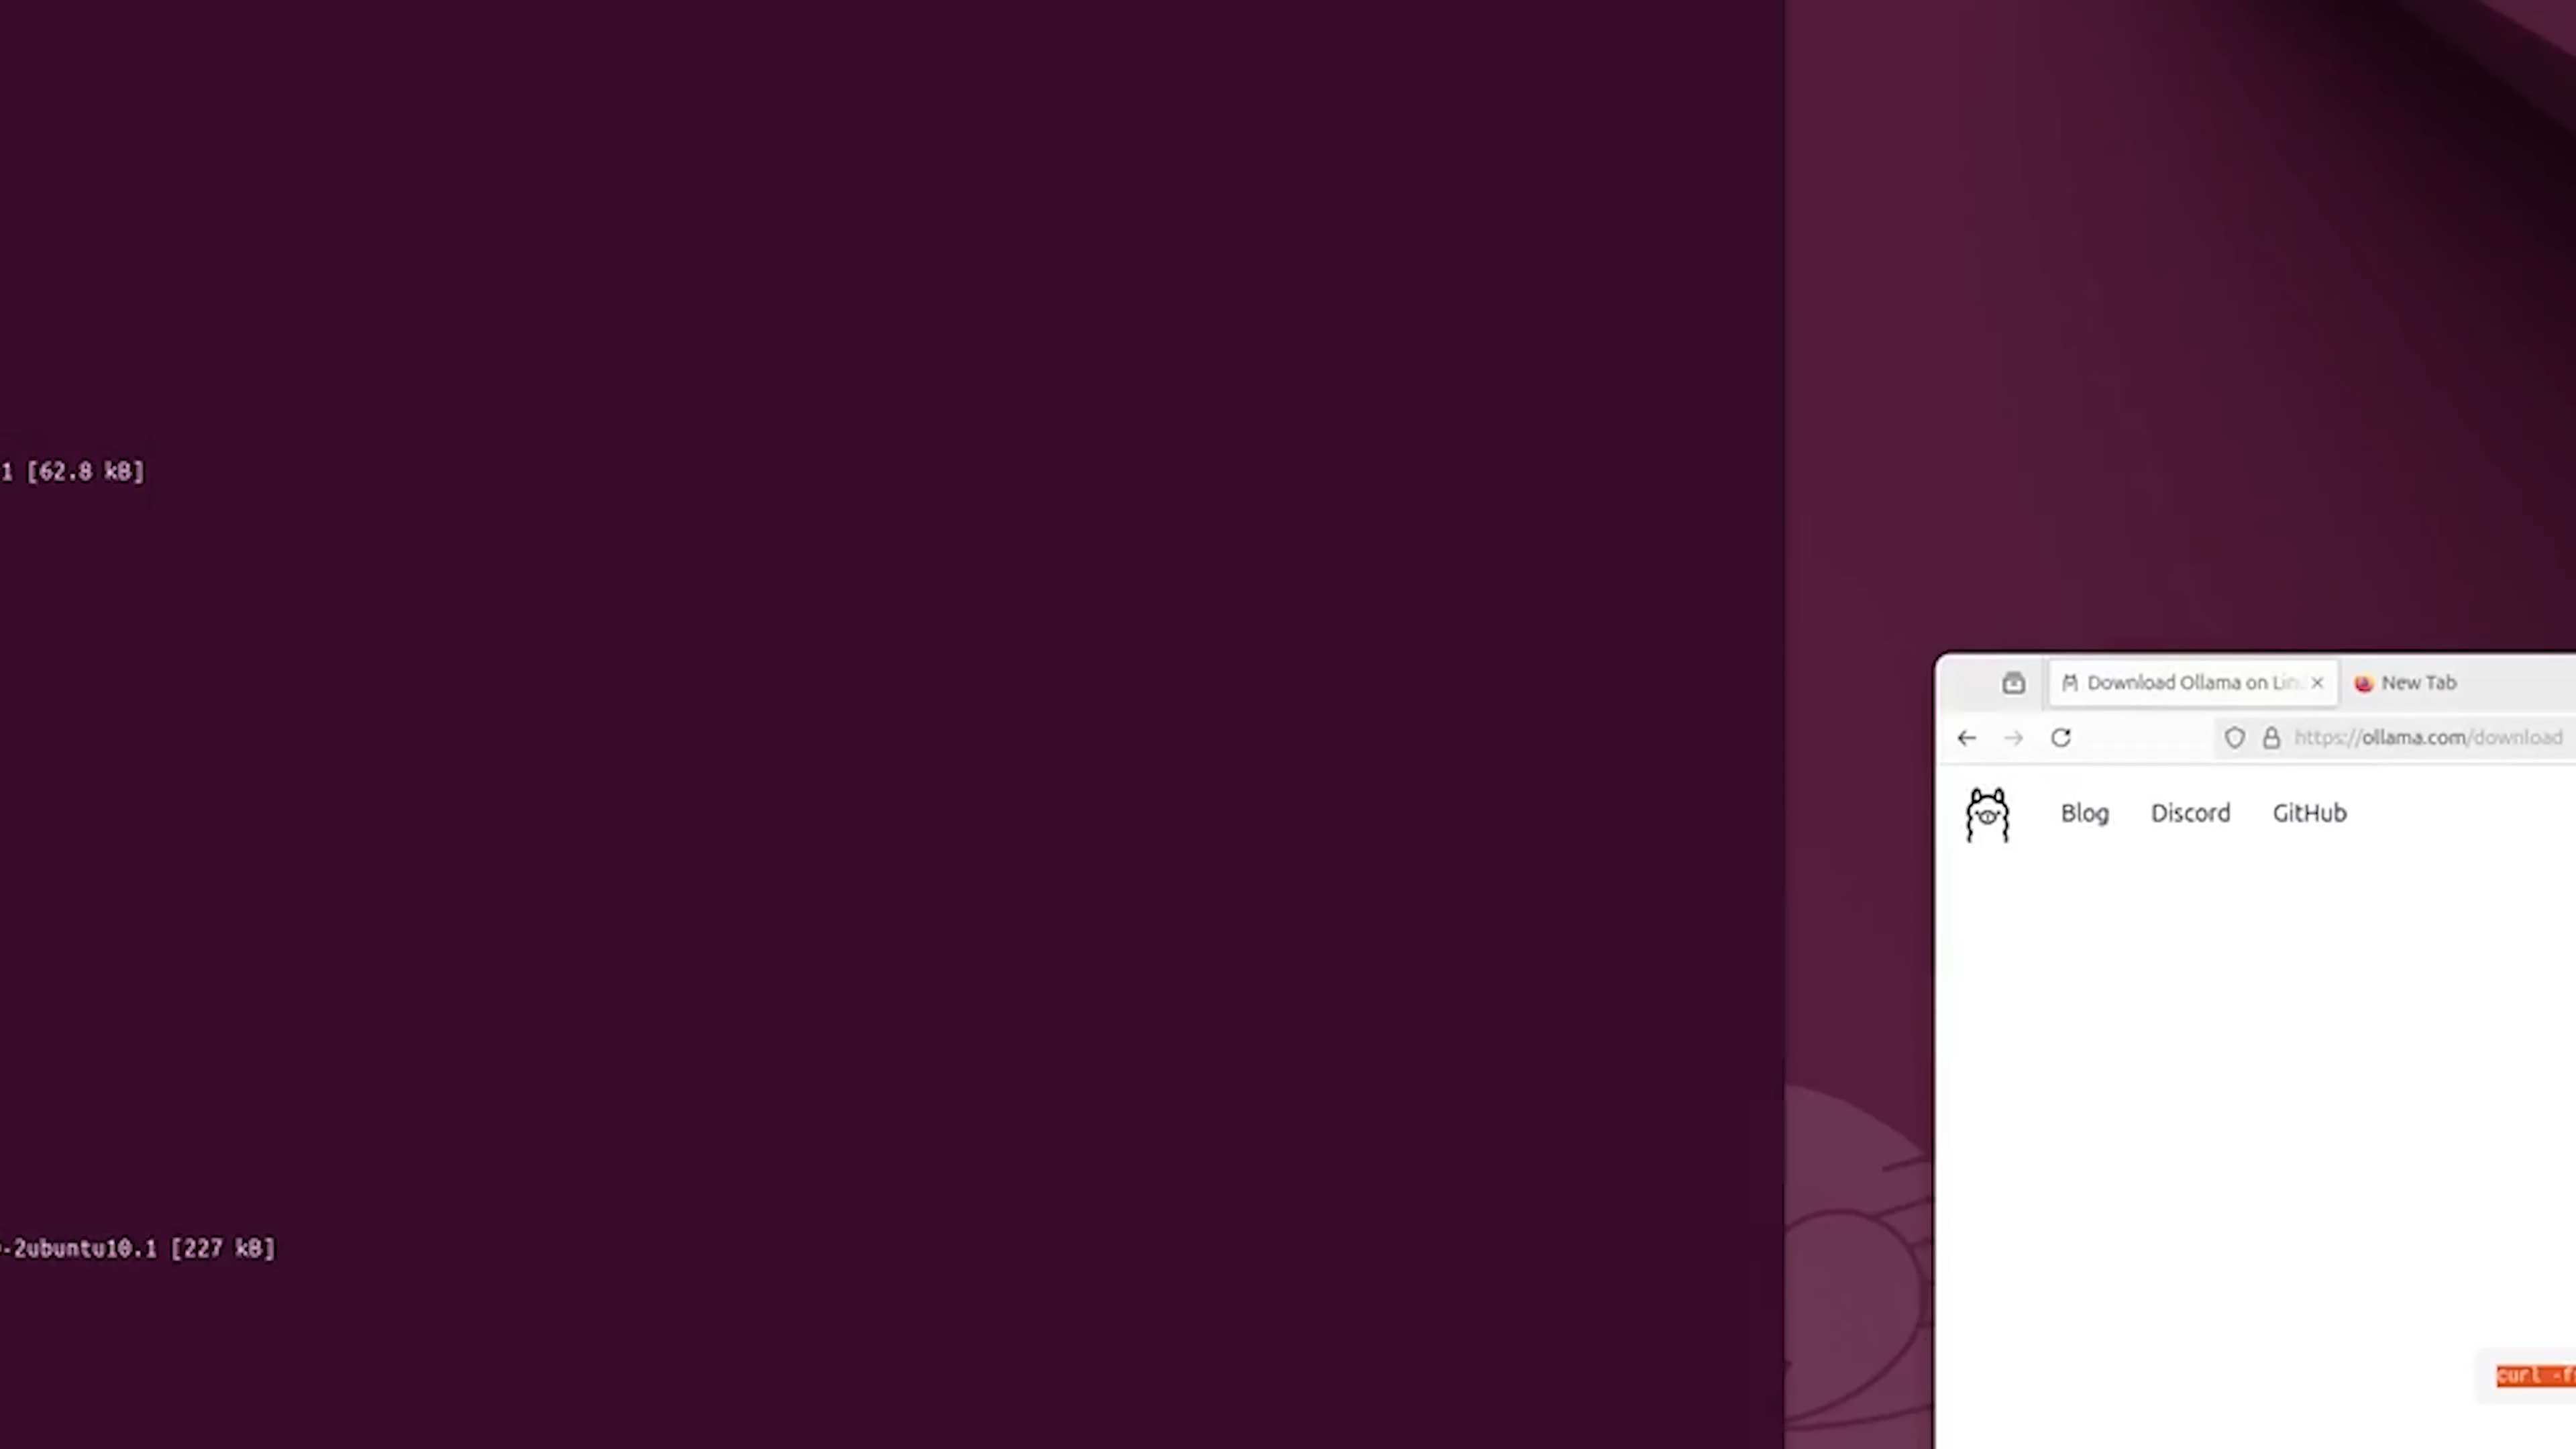 1 [62.8 kB]
-2ubuntu10.1 [227 kB]
Download Ollama on Lin
New Tab
https://ollama.com/download
Blog Discord GitHub
curl -f